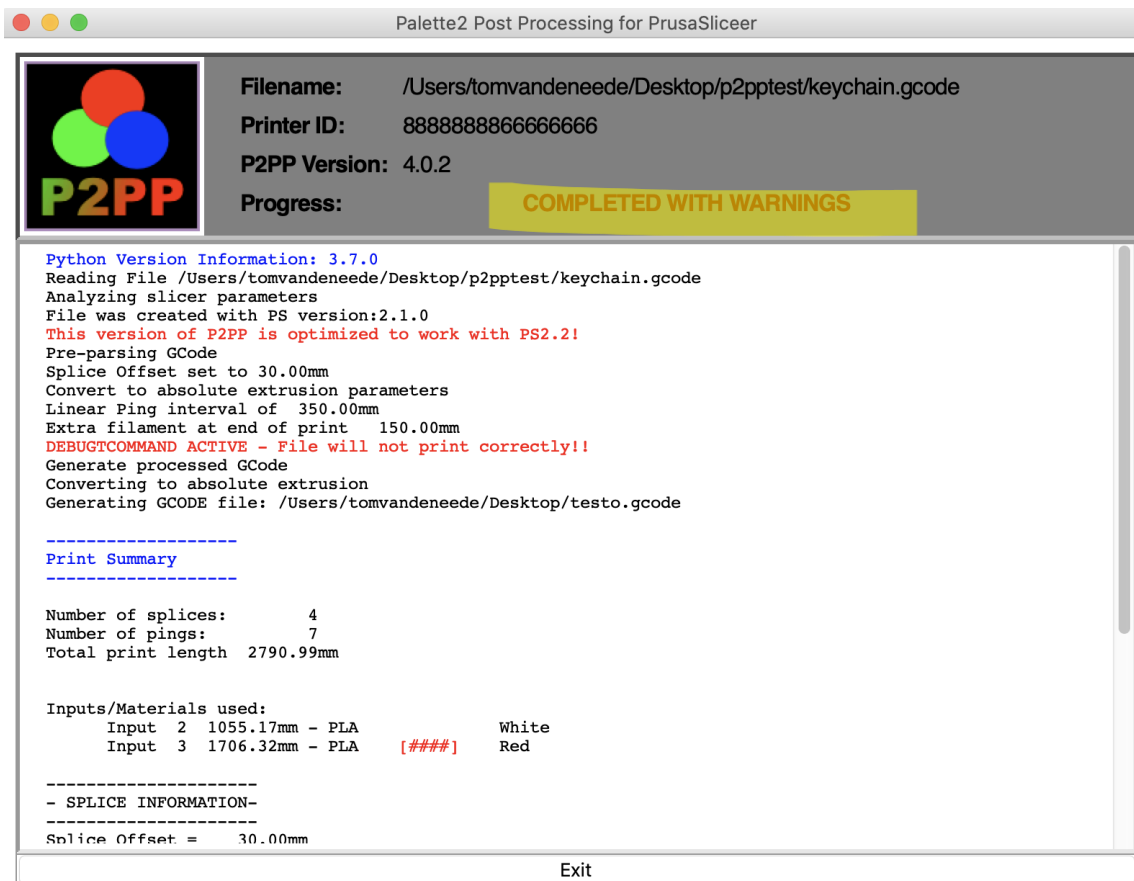 Palette2 Post Processing for PrusaSliceer
P2PP
Filename: /Users/tomvandeneede/Desktop/p2pptest/keychain.gcode
Printer ID: 8888888866666666
P2PP Version: 4.0.2
Progress: COMPLETED WITH WARNINGS
Python Version Information: 3.7.0
Reading File /Users/tomvandeneede/Desktop/p2pptest/keychain.gcode
Analyzing slicer parameters
File was created with PS version:2.1.0
This version of P2PP is optimized to work with PS2.2!
Pre-parsing GCode
Splice Offset set to 30.00mm
Convert to absolute extrusion parameters
Linear Ping interval of  350.00mm
Extra filament at end of print   150.00mm
DEBUGTCOMMAND ACTIVE - File will not print correctly!!
Generate processed GCode
Converting to absolute extrusion
Generating GCODE file: /Users/tomvandeneede/Desktop/testo.gcode
-------------------
Print Summary
-------------------
Number of splices:        4
Number of pings:          7
Total print length  2790.99mm
Inputs/Materials used:
Input  2  1055.17mm - PLA              White
Input  3  1706.32mm - PLA    [####]    Red
---------------------
- SPLICE INFORMATION-
---------------------
Splice Offset =    30.00mm
Exit